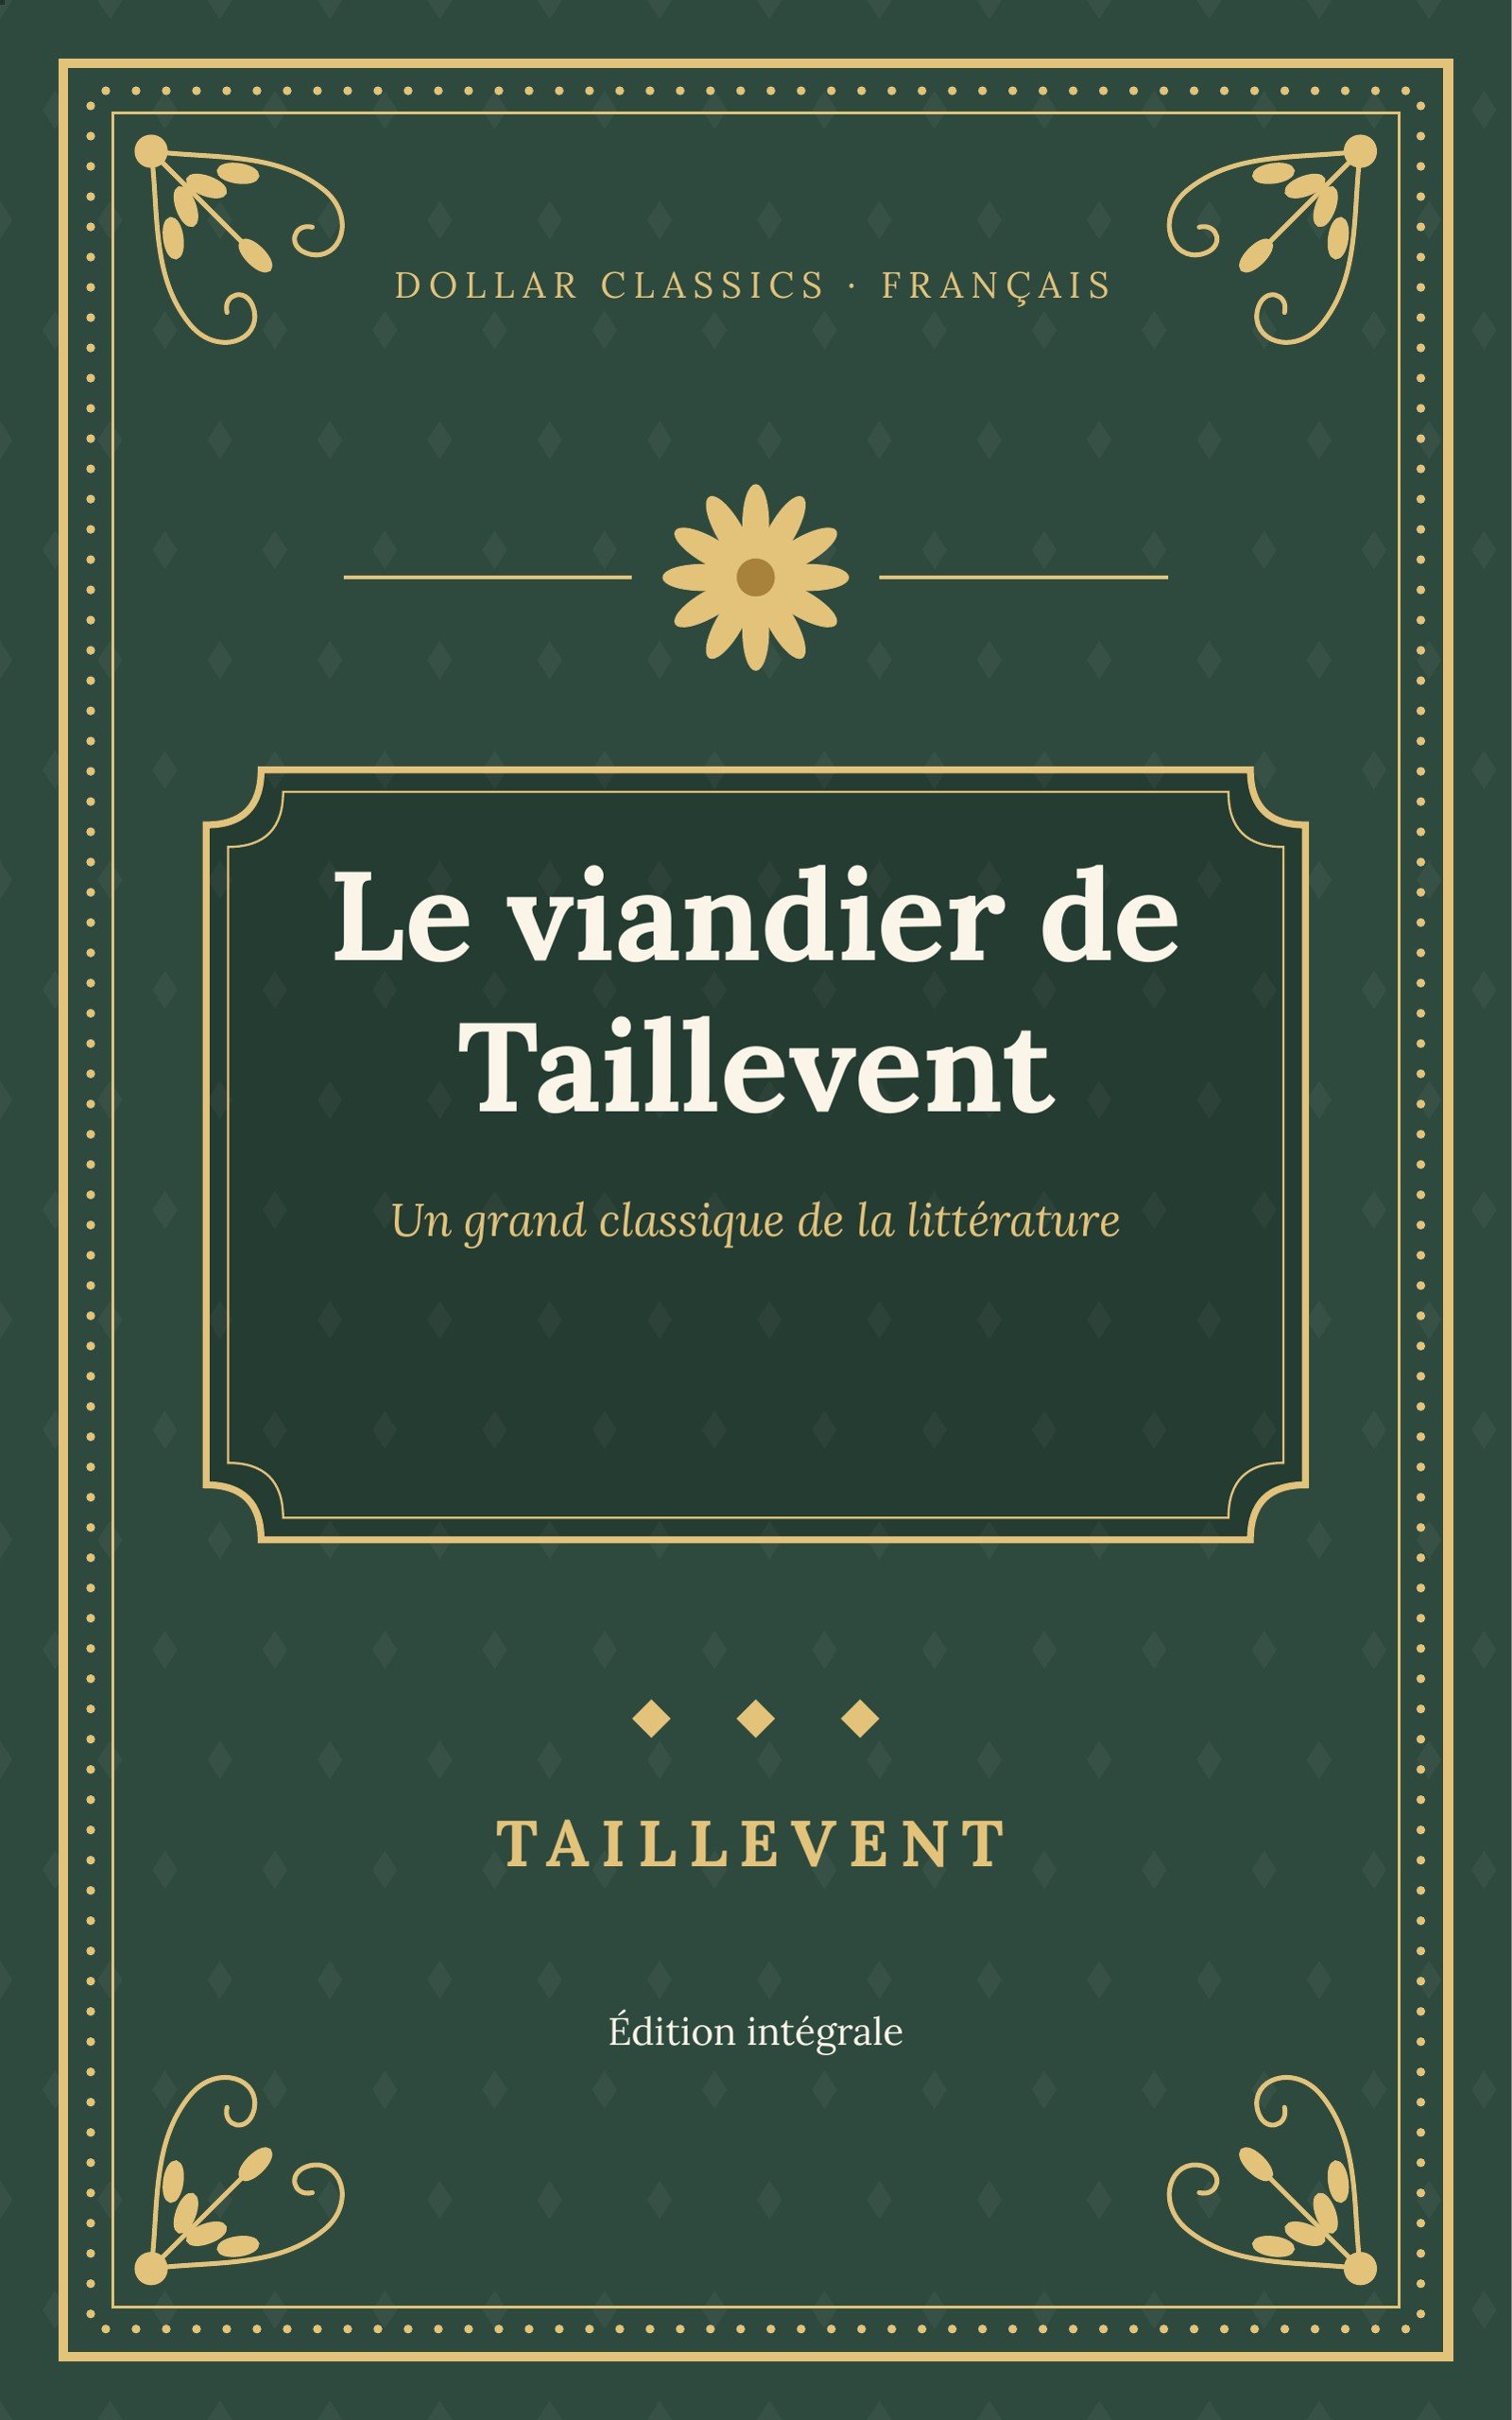 DOLLAR CLASSICS · FRANÇAIS
Le viandier de
Taillevent
Un grand classique de la littérature
TAILLEVENT
Édition intégrale